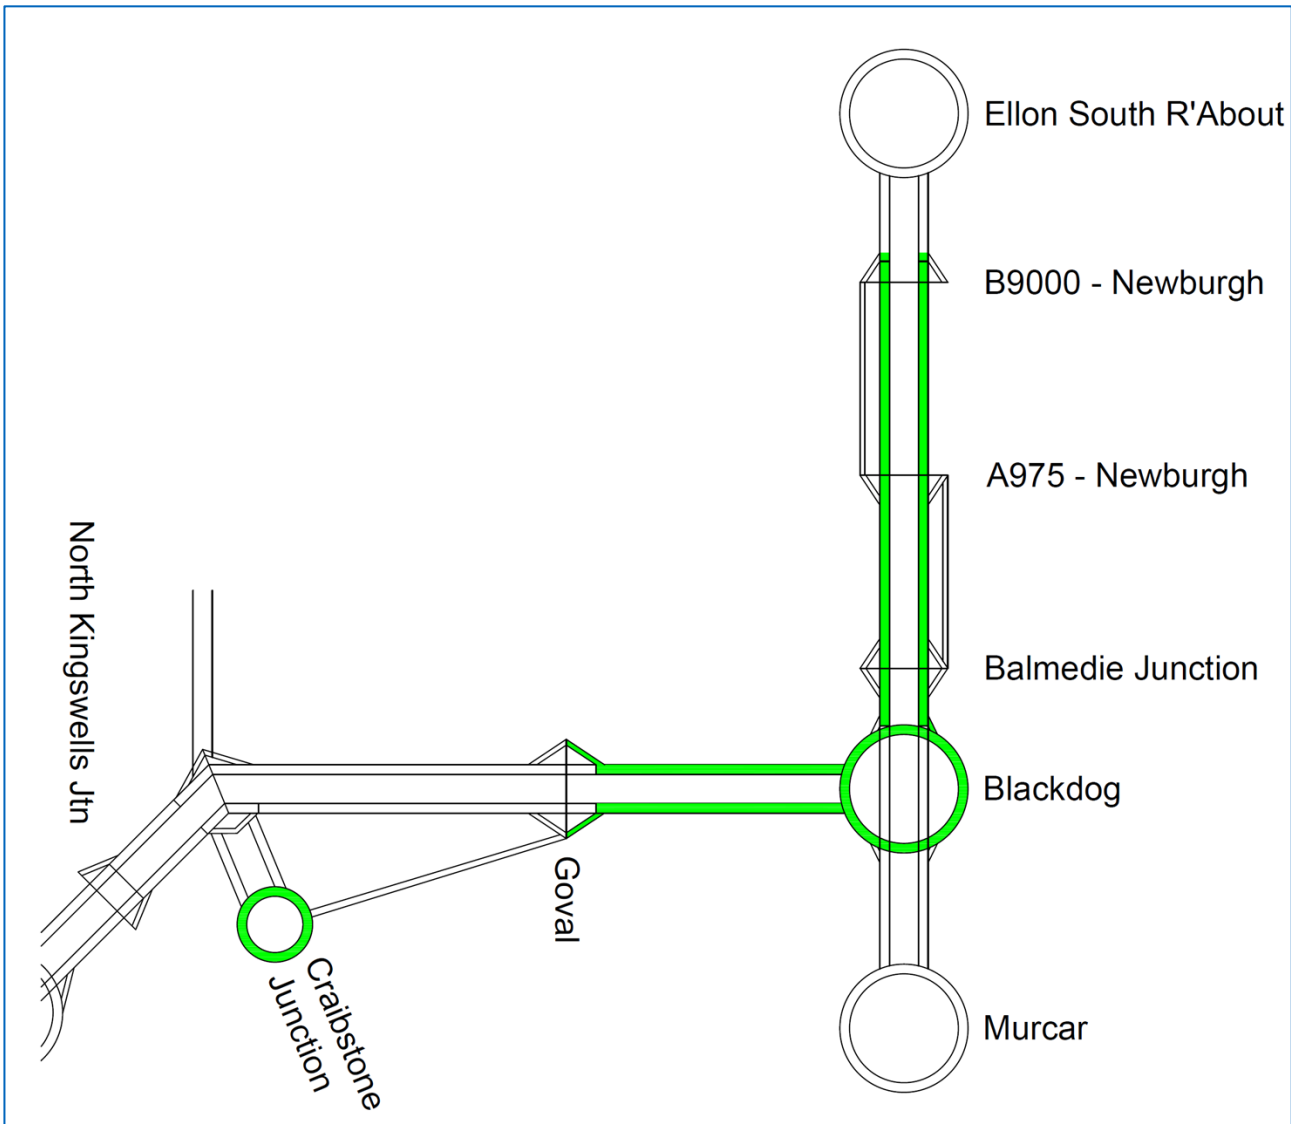 Ellon South R'About
B9000 - Newburgh
A975 - Newburgh
North Kingswells Jtn
Balmedie Junction
Blackdog
Goval
Craibstone
Junction
Murcar